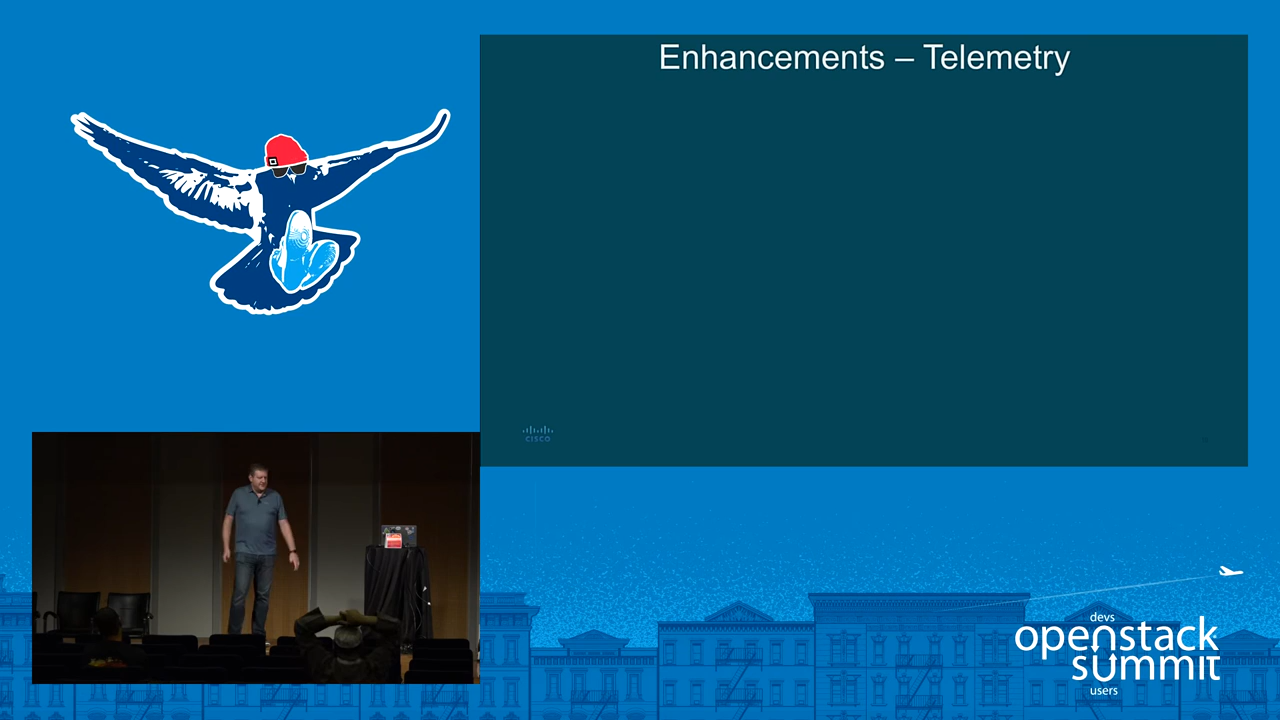 Enhancements – Telemetry
CISCO
devs
openstack
summit
users